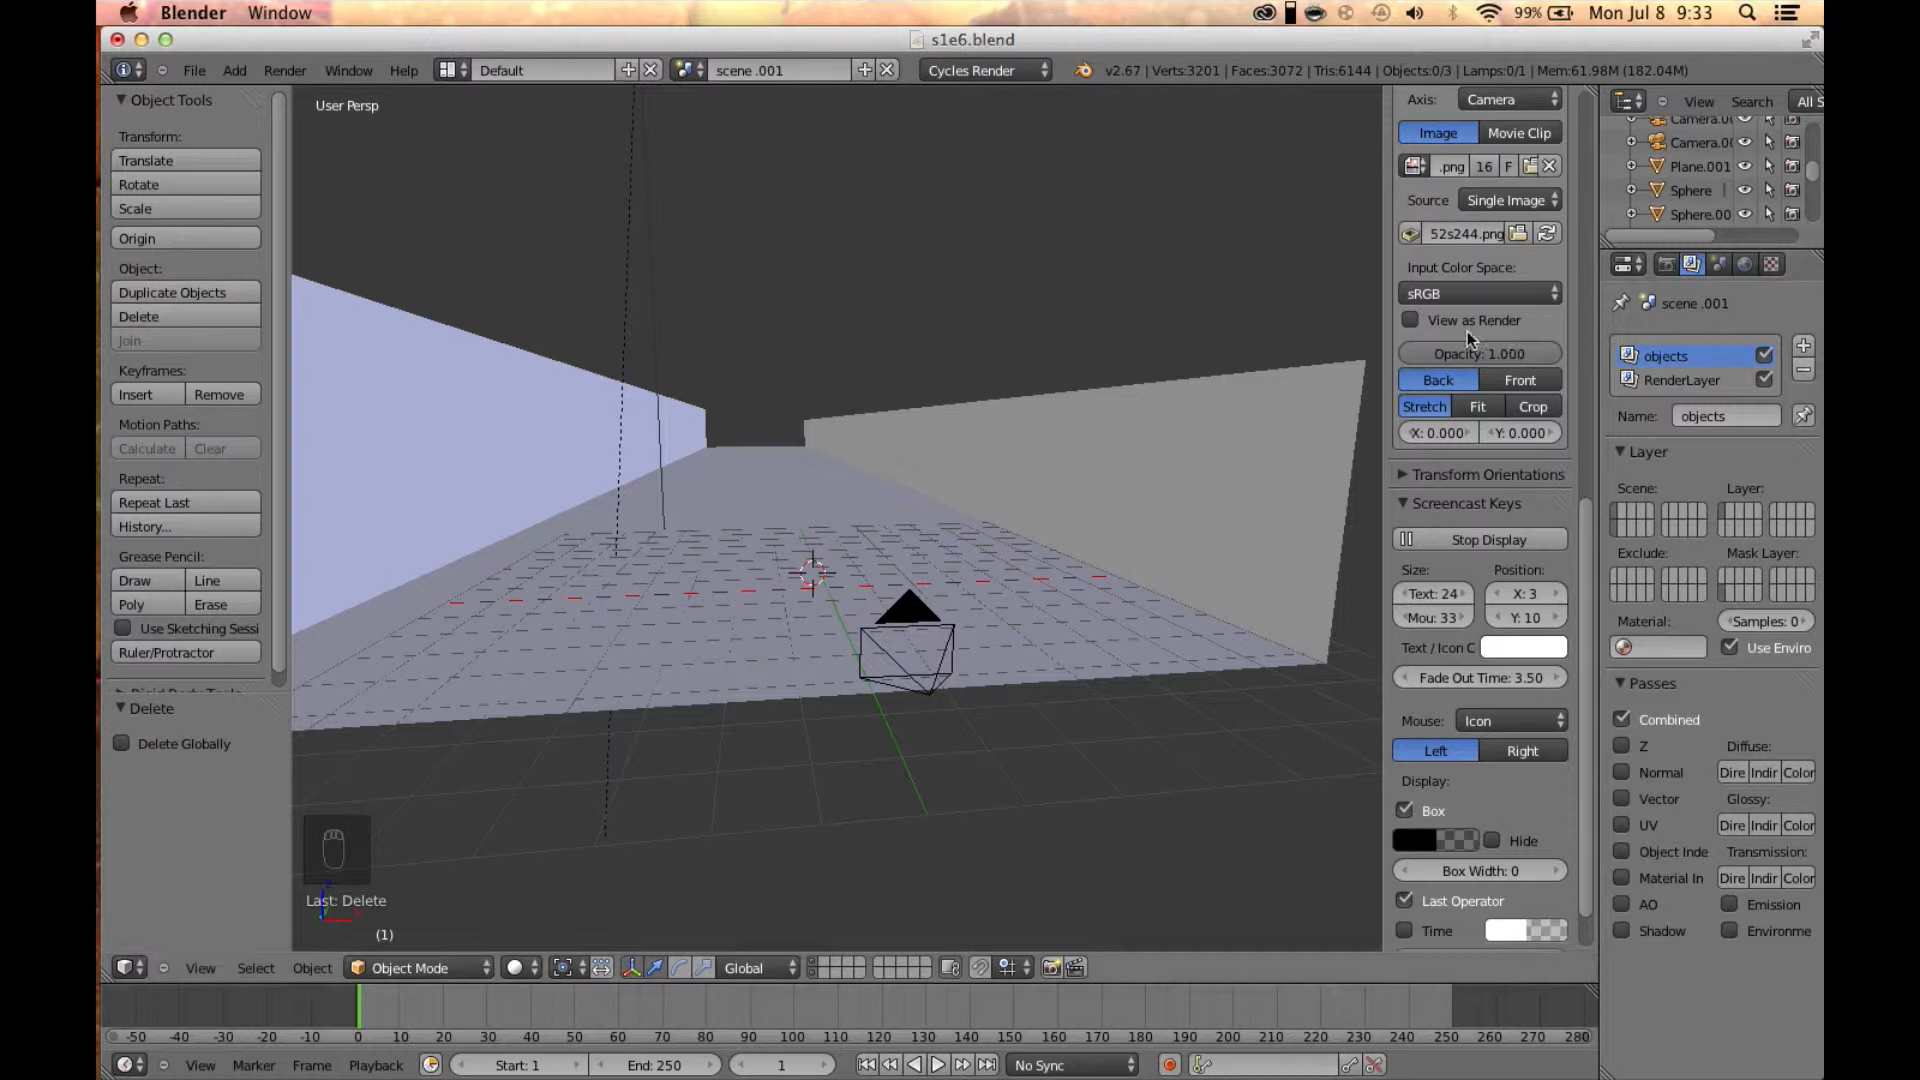 Blender Window 99% Mon Jul 8 9:33
s1e6.blend
File Add Render Window Help Default scene .001 Cycles Render v2.67 | Verts:3201 | Faces:3072 | Tris:6144 | Objects:0/3 | Lamps:0/1 | Mem:61.98M (182.04M)
Object Tools
Transform:
Translate
Rotate
Scale
Origin
Object:
Duplicate Objects
Delete
Join
Keyframes:
Insert Remove
Motion Paths:
Calculate Clear
Repeat:
Repeat Last
History...
Grease Pencil:
Draw Line
Poly Erase
Use Sketching Sessi
Ruler/Protractor
Delete
Delete Globally
User Persp
Last: Delete
(1)
Axis: Camera
Image Movie Clip
.png 16 F
Source Single Image
52s244.png
Input Color Space:
sRGB
View as Render
Opacity: 1.000
Back Front
Stretch Fit Crop
X: 0.000 Y: 0.000
Transform Orientations
Screencast Keys
Stop Display
Size: Position:
Text: 24 X: 3
Mou: 33 Y: 10
Text / Icon C
Fade Out Time: 3.50
Mouse: Icon
Left Right
Display:
Box
Hide
Box Width: 0
Last Operator
Time
View Search All S
Camera.0
Plane.001
Sphere
Sphere.00
scene .001
objects
RenderLayer
Name: objects
Layer
Scene: Layer:
Exclude: Mask Layer:
Material: Samples: 0
Use Enviro
Passes
Combined
Z Diffuse:
Normal Dire Indir Color
Vector Glossy:
UV Dire Indir Color
Object Inde Transmission:
Material In Dire Indir Color
AO Emission
Shadow Environme
View Select Object Object Mode Global
-50 -40 -30 -20 -10 0 10 20 30 40 50 60 70 80 90 100 110 120 130 140 150 160 170 180 190 200 210 220 230 240 250 260 270 280
View Marker Frame Playback Start: 1 End: 250 1 No Sync